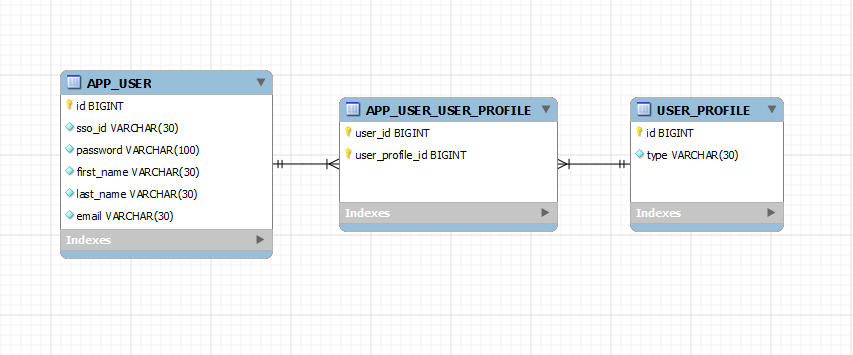 APP_USER
id BIGINT
sso_id VARCHAR(30)
password VARCHAR(100)
first_name VARCHAR(30)
last_name VARCHAR(30)
email VARCHAR(30)
Indexes
APP_USER_USER_PROFILE
user_id BIGINT
user_profile_id BIGINT
Indexes
USER_PROFILE
id BIGINT
type VARCHAR(30)
Indexes